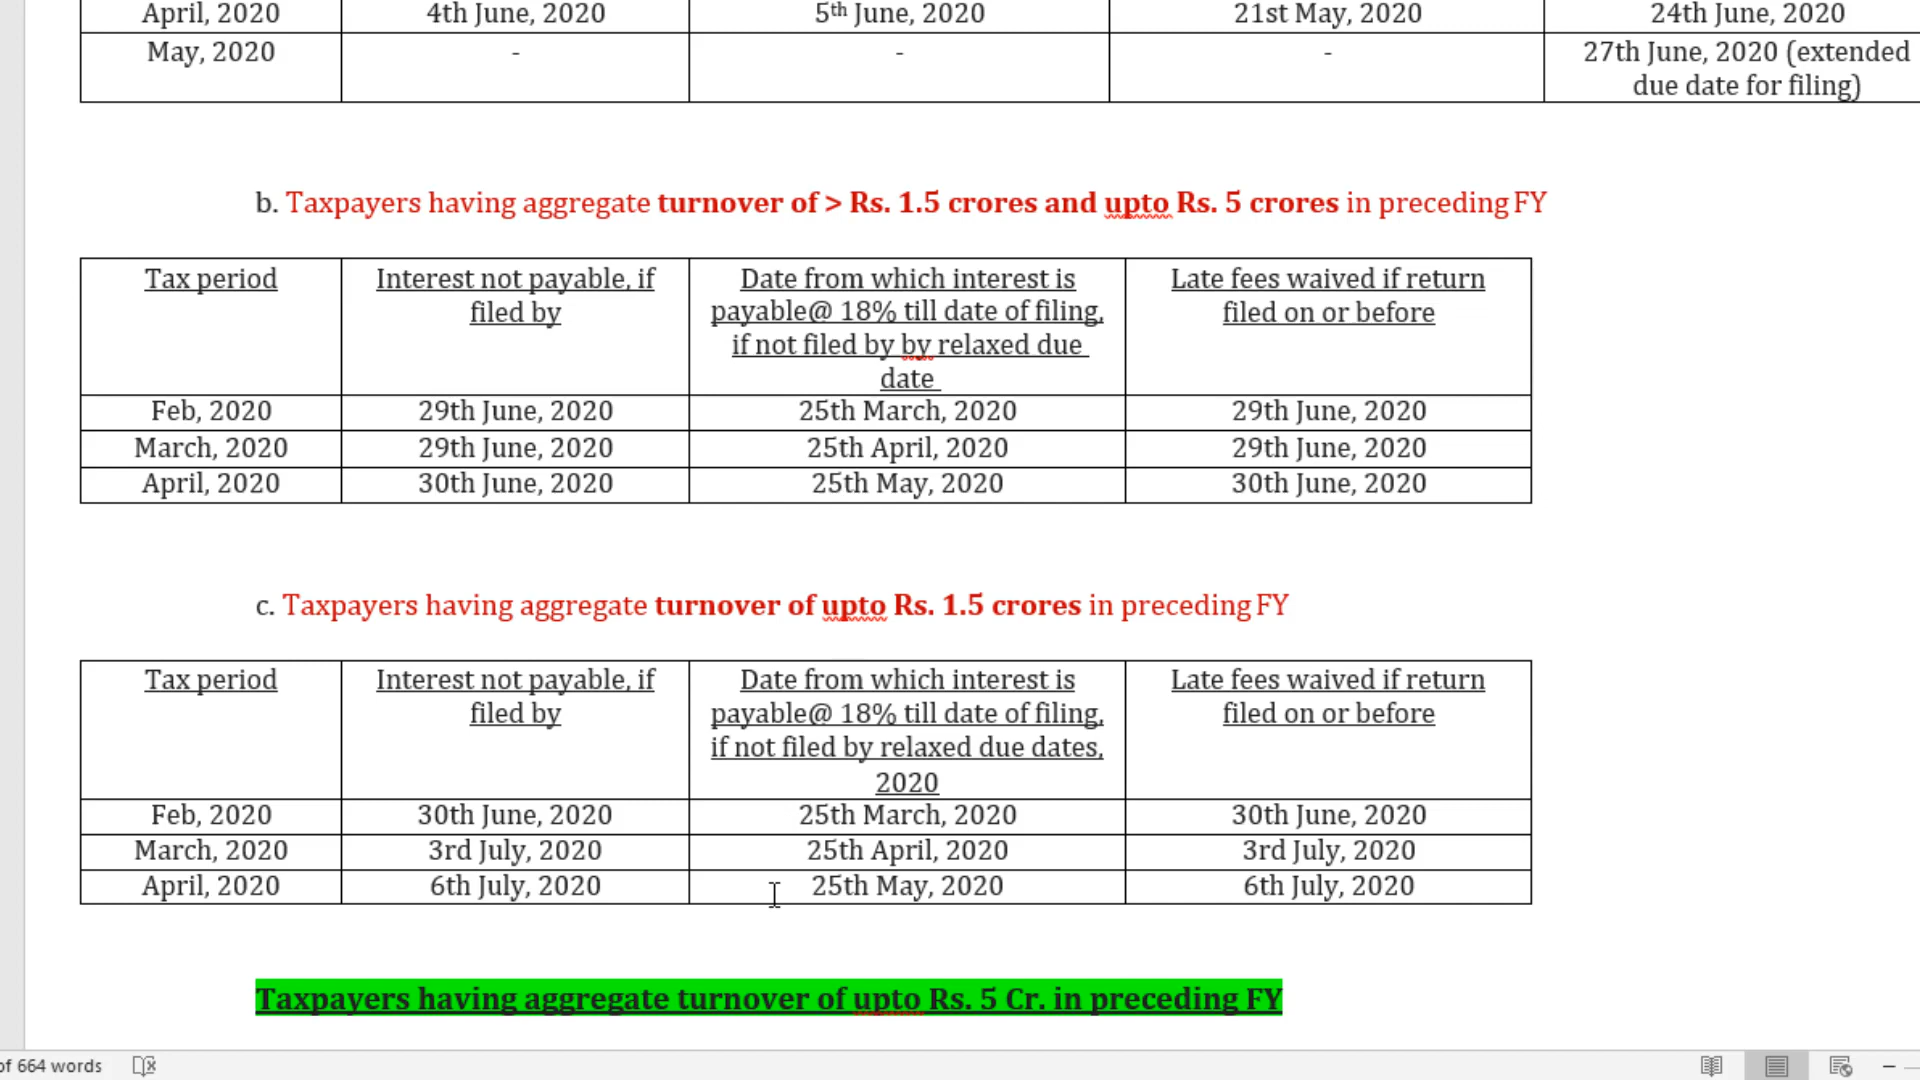 April, 2020 4th June, 2020 5th June, 2020 21st May, 2020 24th June, 2020
May, 2020 - - - 27th June, 2020 (extended
due date for filing)
b. Taxpayers having aggregate turnover of > Rs. 1.5 crores and upto Rs. 5 crores in preceding FY
Tax period Interest not payable, if Date from which interest is Late fees waived if return
filed by payable@ 18% till date of filing, filed on or before
if not filed by by relaxed due
date
Feb, 2020 29th June, 2020 25th March, 2020 29th June, 2020
March, 2020 29th June, 2020 25th April, 2020 29th June, 2020
April, 2020 30th June, 2020 25th May, 2020 30th June, 2020
c. Taxpayers having aggregate turnover of upto Rs. 1.5 crores in preceding FY
Tax period Interest not payable, if Date from which interest is Late fees waived if return
filed by payable@ 18% till date of filing, filed on or before
if not filed by relaxed due dates,
2020
Feb, 2020 30th June, 2020 25th March, 2020 30th June, 2020
March, 2020 3rd July, 2020 25th April, 2020 3rd July, 2020
April, 2020 6th July, 2020 25th May, 2020 6th July, 2020
Taxpayers having aggregate turnover of upto Rs. 5 Cr. in preceding FY
of 664 words